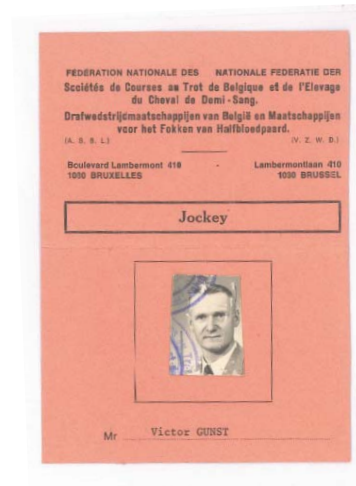 FEDÉRATION NATIONALE DES NATIONALE FEDERATIE DER
Sociétés de Courses au Trot de Belgique et de l'Elevage
du Cheval de Demi-Sang.
Drafwedstrijdmaatschappijen van België en Maatschappijen
voor het Fokken van Halfbloedpaard.
(A. S. B. L.) (V. Z. W. D.)
Boulevard Lambermont 410 Lambermontlaan 410
1030 BRUXELLES 1030 BRUSSEL
Jockey
Mr Victor GUNST